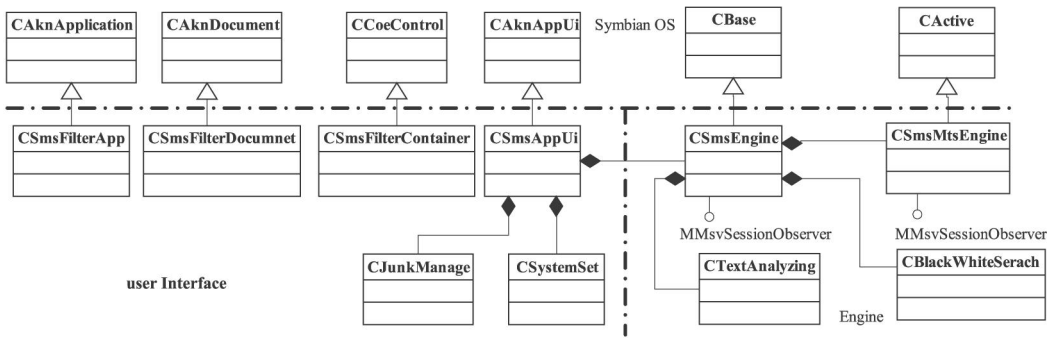 CAknApplication
CAknDocument
CCoeControl
CAknAppUi
Symbian OS
CBase
CActive
CSmsFilterApp
CSmsFilterDocumnet
CSmsFilterContainer
CSmsAppUi
CSmsEngine
CSmsMtsEngine
MMsvSessionObserver
MMsvSessionObserver
CJunkManage
CSystemSet
CTextAnalyzing
CBlackWhiteSerach
user Interface
Engine